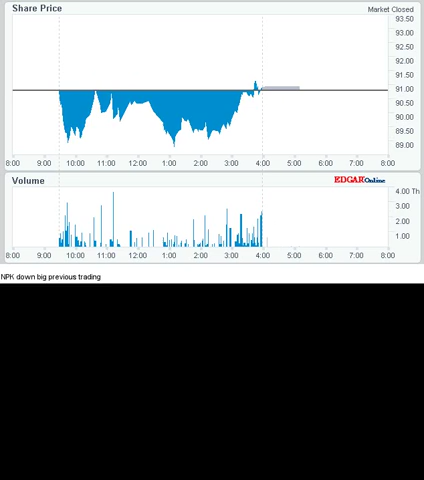 Share Price
Market Closed
93.50
93.00
92.50
92.00
91.50
91.00
90.50
90.00
89.50
89.00
8:00 9:00 10:00 11:00 12:00 1:00 2:00 3:00 4:00 5:00 6:00 7:00 8:00
Volume
EDGAR Online
4.00 Th
3.00
2.00
1.00
8:00 9:00 10:00 11:00 12:00 1:00 2:00 3:00 4:00 5:00 6:00 7:00 8:00
NPK down big previous trading